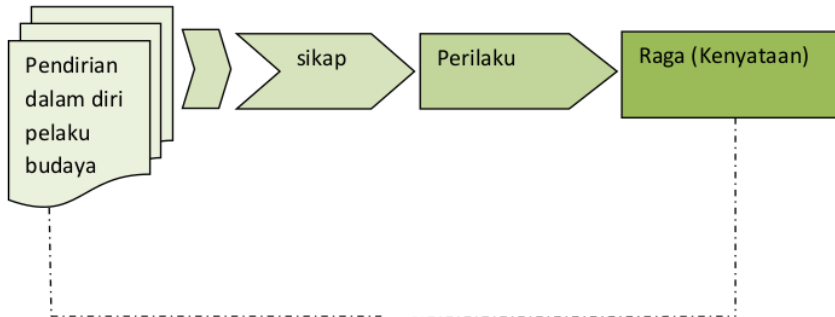 Pendirian
dalam diri
pelaku
budaya
sikap
Perilaku
Raga (Kenyataan)